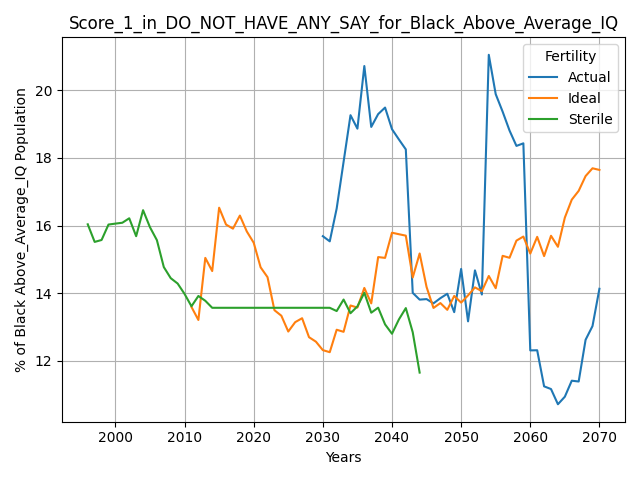 Score_1_in_DO_NOT_HAVE_ANY_SAY_for_Black_Above_Average_IQ
% of Black Above_Average_IQ Population
20
18
16
14
12
Fertility
Actual
Ideal
Sterile
2000 2010 2020 2030 2040 2050 2060 2070
Years